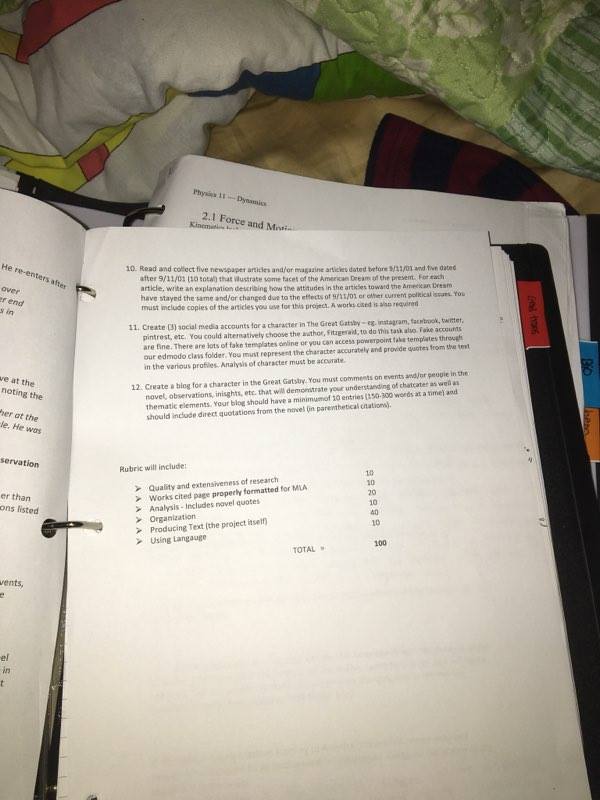 Physics 11 — Dynamics
2.1 Force and
He re-enters after
over
er end
s in
ve at the
noting the
her at the
le. He was
servation
er than
ons listed
vents,
e
el
in
t
10. Read and collect five newspaper articles and/or magazine articles dated before 9/11/01 and five dated
after 9/11/01 (10 total) that illustrate some facet of the American Dream of the present. For each
article, write an explanation describing how the attitudes in the articles toward the American Dream
have stayed the same and/or changed due to the effects of 9/11/01 or other current political issues. You
must include copies of the articles you use for this project. A works cited is also required
11. Create (3) social media accounts for a character in The Great Gatsby – eg. instagram, facebook, twitter,
pintrest, etc. You could alternatively choose the author, Fitzgerald, to do this task also. Fake accounts
are fine. There are lots of fake templates online or you can access powerpoint fake templates through
our edmodo class folder. You must represent the character accurately and provide quotes from the text
in the various profiles. Analysis of character must be accurate.
12. Create a blog for a character in the Great Gatsby. You must comments on events and/or people in the
novel, observations, inisghts, etc. that will demonstrate your understanding of chatcater as well as
thematic elements. Your blog should have a minimumof 10 entries (150-300 words at a time) and
should include direct quotations from the novel (in parenthetical citations).
Rubric will include:
➢ Quality and extensiveness of research 10
➢ Works cited page properly formatted for MLA 10
➢ Analysis - Includes novel quotes 20
➢ Organization 10
➢ Producing Text (the project itself) 40
➢ Using Langauge 10
TOTAL = 100